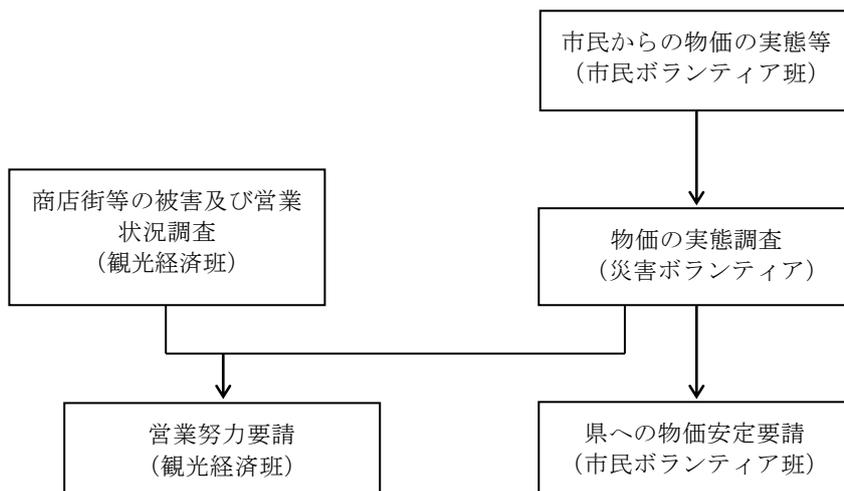 市民からの物価の実態等
（市民ボランティア班）
商店街等の被害及び営業
状況調査
（観光経済班）
物価の実態調査
（災害ボランティア）
営業努力要請
（観光経済班）
県への物価安定要請
（市民ボランティア班）